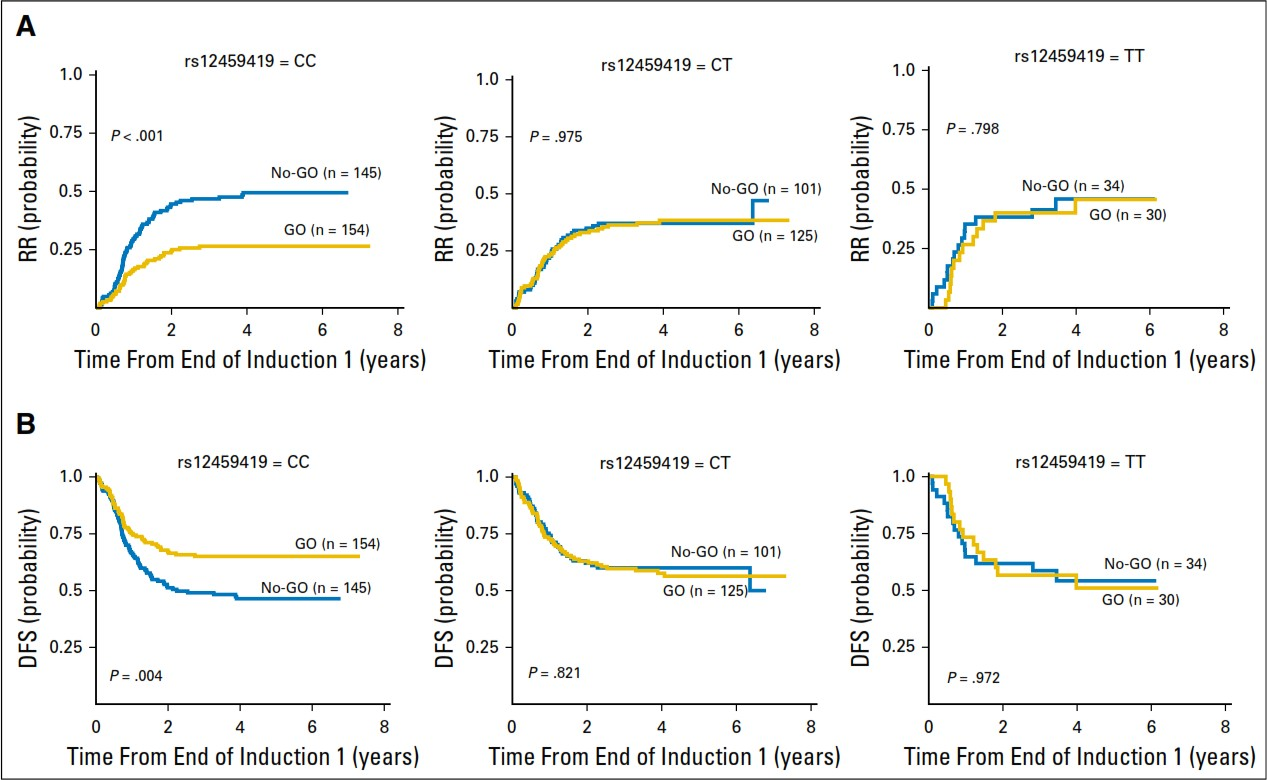 A
rs12459419 = CC
1.0
0.75
0.5
0.25
RR (probability)
P < .001
No-GO (n = 145)
GO (n = 154)
0 2 4 6 8
Time From End of Induction 1 (years)
rs12459419 = CT
1.0
0.75
0.5
0.25
RR (probability)
P = .975
No-GO (n = 101)
GO (n = 125)
0 2 4 6 8
Time From End of Induction 1 (years)
rs12459419 = TT
1.0
0.75
0.5
0.25
RR (probability)
P = .798
No-GO (n = 34)
GO (n = 30)
0 2 4 6 8
Time From End of Induction 1 (years)
B
rs12459419 = CC
1.0
0.75
0.5
0.25
DFS (probability)
GO (n = 154)
No-GO (n = 145)
P = .004
0 2 4 6 8
Time From End of Induction 1 (years)
rs12459419 = CT
1.0
0.75
0.5
0.25
DFS (probability)
No-GO (n = 101)
GO (n = 125)
P = .821
0 2 4 6 8
Time From End of Induction 1 (years)
rs12459419 = TT
1.0
0.75
0.5
0.25
DFS (probability)
No-GO (n = 34)
GO (n = 30)
P = .972
0 2 4 6 8
Time From End of Induction 1 (years)